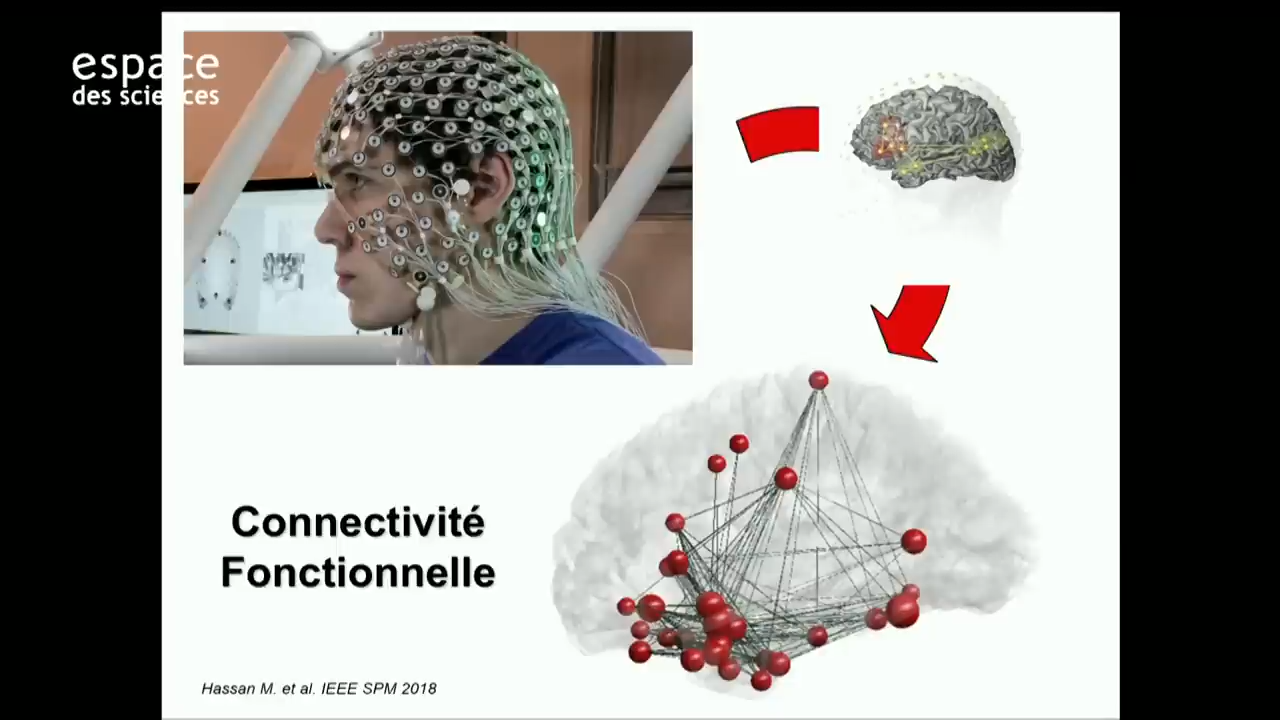 espace
des sciences
Connectivité
Fonctionnelle
Hassan M. et al. IEEE SPM 2018